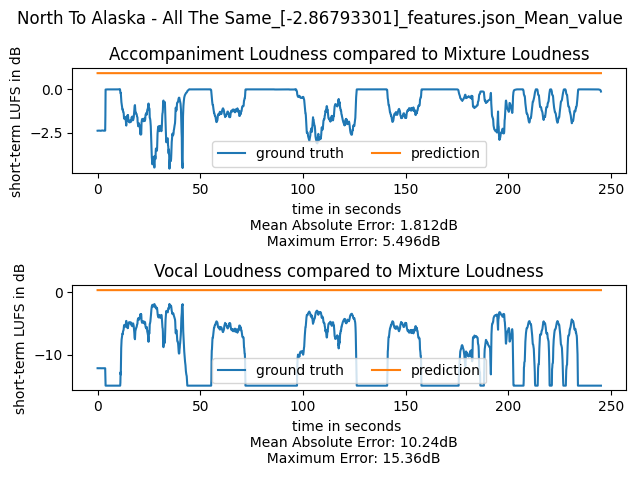 North To Alaska - All The Same_[-2.86793301]_features.json_Mean_value
Accompaniment Loudness compared to Mixture Loudness
short-term LUFS in dB
0.0
−2.5
ground truth
prediction
0
50
100
150
200
250
time in seconds
Mean Absolute Error: 1.812dB
Maximum Error: 5.496dB
Vocal Loudness compared to Mixture Loudness
short-term LUFS in dB
0
−10
ground truth
prediction
0
50
100
150
200
250
time in seconds
Mean Absolute Error: 10.24dB
Maximum Error: 15.36dB